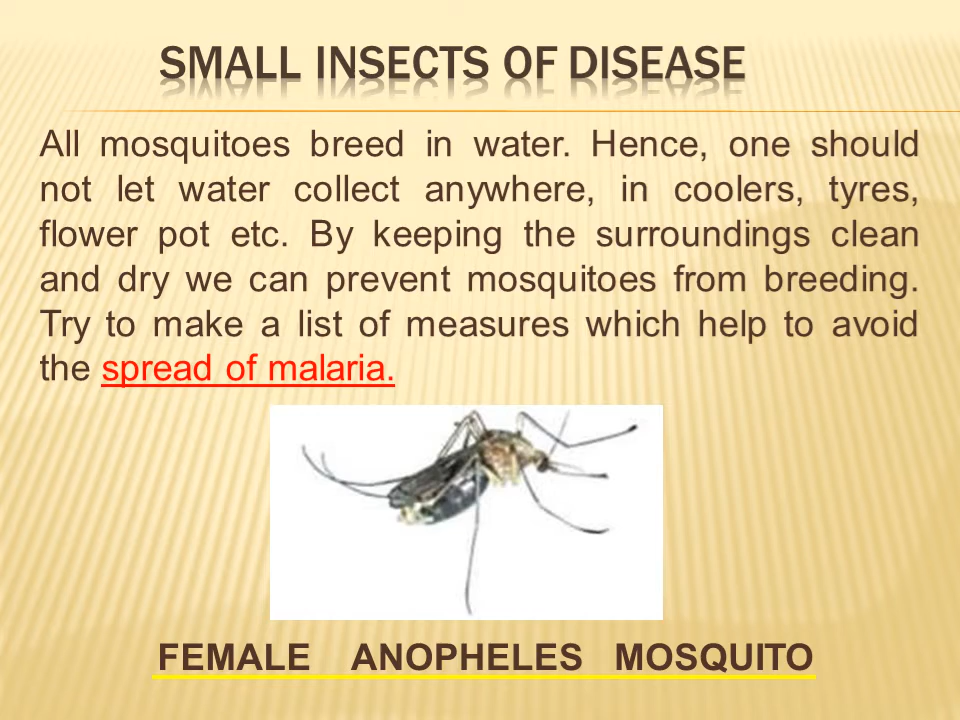 SMALL INSECTS OF DISEASE
All mosquitoes breed in water. Hence, one should
not let water collect anywhere, in coolers, tyres,
flower pot etc. By keeping the surroundings clean
and dry we can prevent mosquitoes from breeding.
Try to make a list of measures which help to avoid
the spread of malaria.
FEMALE ANOPHELES MOSQUITO